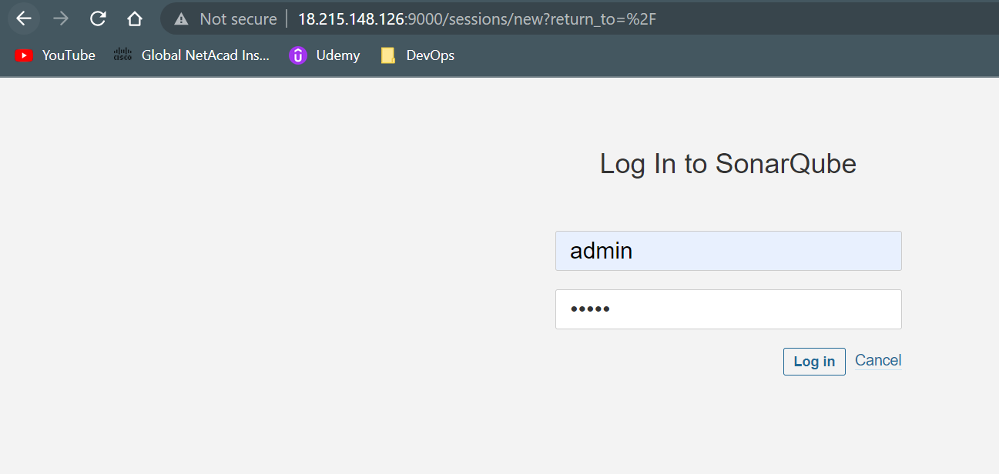 Not secure 18.215.148.126:9000/sessions/new?return_to=%2F
YouTube cisco Global NetAcad Ins... Udemy DevOps
Log In to SonarQube
admin
•••••
Log in Cancel